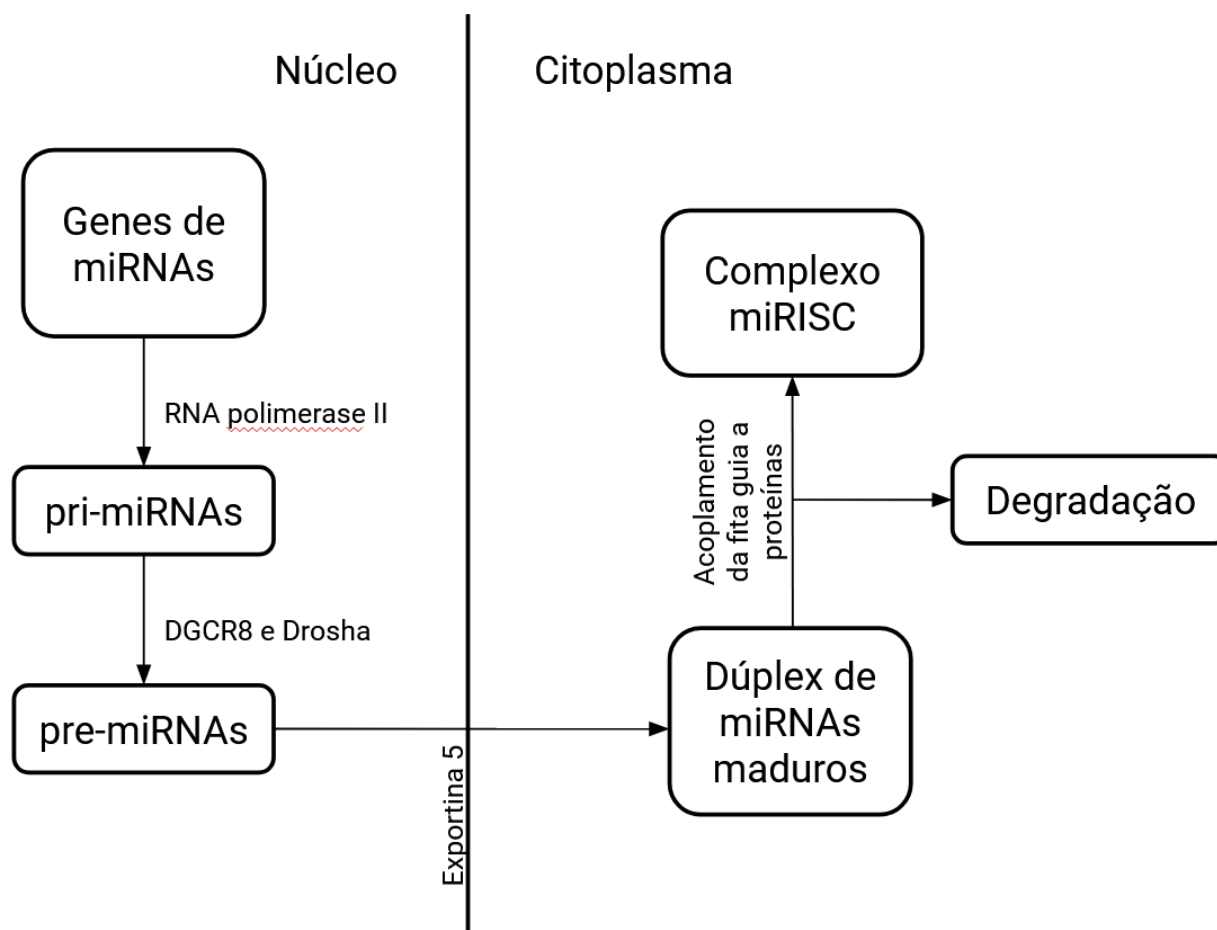 Núcleo
Citoplasma
Genes de
miRNAs
RNA polimerase II
pri-miRNAs
DGCR8 e Drosha
pre-miRNAs
Exportina 5
Complexo
miRISC
Acoplamento
da fita guia a
proteínas
Degradação
Dúplex de
miRNAs
maduros